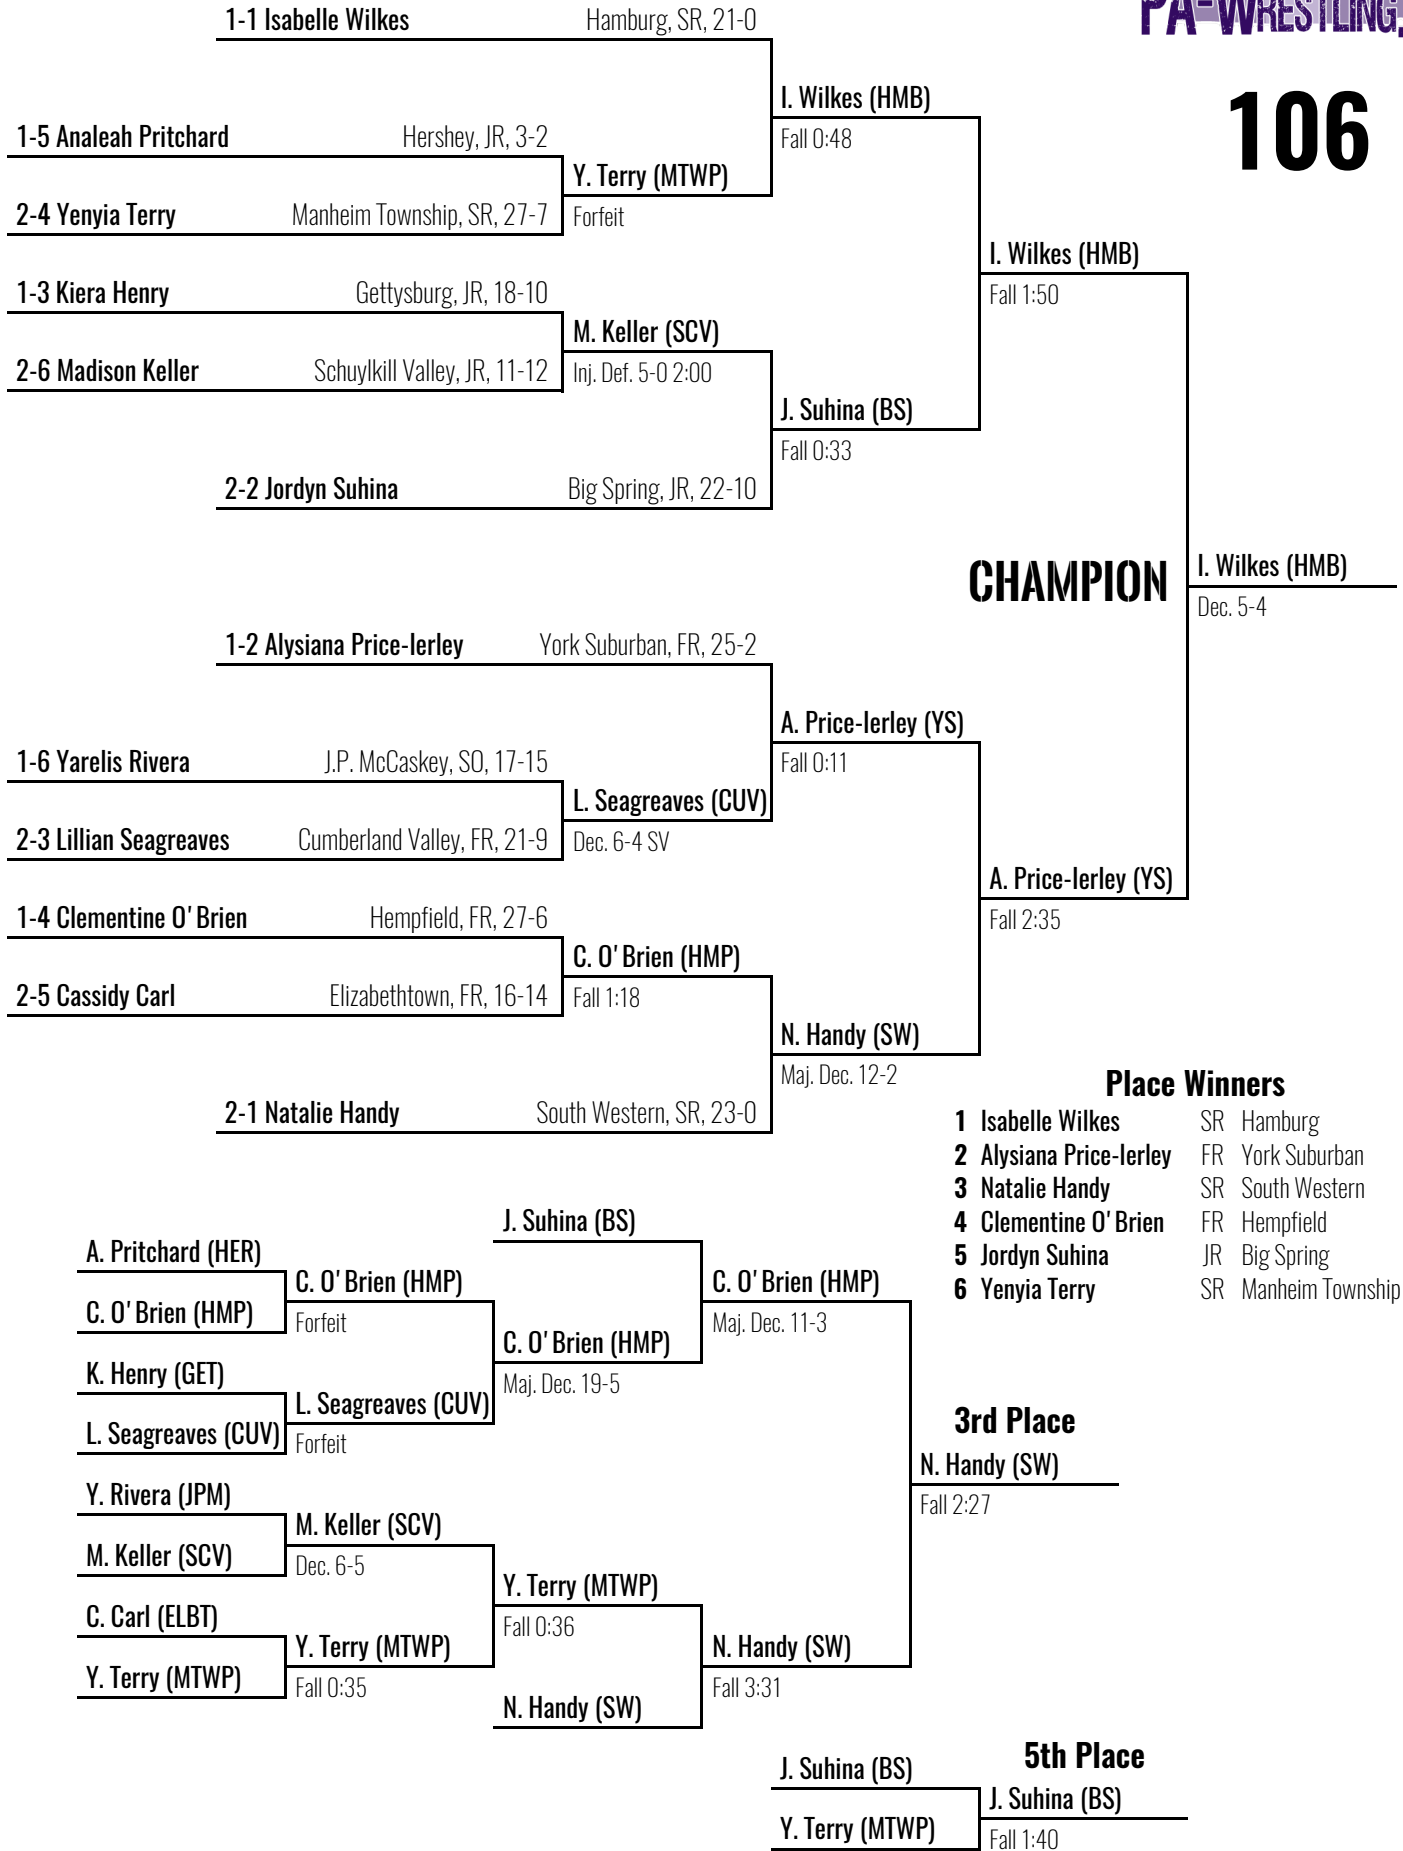 PA-WRESTLING.
106
1-1 Isabelle Wilkes Hamburg, SR, 21-0
I. Wilkes (HMB)
Fall 0:48
1-5 Analeah Pritchard Hershey, JR, 3-2
Y. Terry (MTWP)
Forfeit
2-4 Yenyia Terry Manheim Township, SR, 27-7
I. Wilkes (HMB)
Fall 1:50
1-3 Kiera Henry Gettysburg, JR, 18-10
M. Keller (SCV)
Inj. Def. 5-0 2:00
2-6 Madison Keller Schuylkill Valley, JR, 11-12
J. Suhina (BS)
Fall 0:33
2-2 Jordyn Suhina Big Spring, JR, 22-10
CHAMPION
I. Wilkes (HMB)
Dec. 5-4
1-2 Alysiana Price-Ierley York Suburban, FR, 25-2
A. Price-Ierley (YS)
Fall 0:11
1-6 Yarelis Rivera J.P. McCaskey, SO, 17-15
L. Seagreaves (CUV)
Dec. 6-4 SV
2-3 Lillian Seagreaves Cumberland Valley, FR, 21-9
A. Price-Ierley (YS)
Fall 2:35
1-4 Clementine O'Brien Hempfield, FR, 27-6
C. O'Brien (HMP)
Fall 1:18
2-5 Cassidy Carl Elizabethtown, FR, 16-14
N. Handy (SW)
Maj. Dec. 12-2
2-1 Natalie Handy South Western, SR, 23-0
Place Winners
1 Isabelle Wilkes SR Hamburg
2 Alysiana Price-Ierley FR York Suburban
3 Natalie Handy SR South Western
4 Clementine O'Brien FR Hempfield
5 Jordyn Suhina JR Big Spring
6 Yenyia Terry SR Manheim Township
J. Suhina (BS)
A. Pritchard (HER)
C. O'Brien (HMP)
Forfeit
C. O'Brien (HMP)
C. O'Brien (HMP)
Maj. Dec. 11-3
C. O'Brien (HMP)
Maj. Dec. 19-5
K. Henry (GET)
L. Seagreaves (CUV)
Forfeit
L. Seagreaves (CUV)
3rd Place
N. Handy (SW)
Fall 2:27
Y. Rivera (JPM)
M. Keller (SCV)
Dec. 6-5
M. Keller (SCV)
Y. Terry (MTWP)
Fall 0:36
C. Carl (ELBT)
Y. Terry (MTWP)
Fall 0:35
Y. Terry (MTWP)
N. Handy (SW)
Fall 3:31
N. Handy (SW)
5th Place
J. Suhina (BS)
J. Suhina (BS)
Fall 1:40
Y. Terry (MTWP)